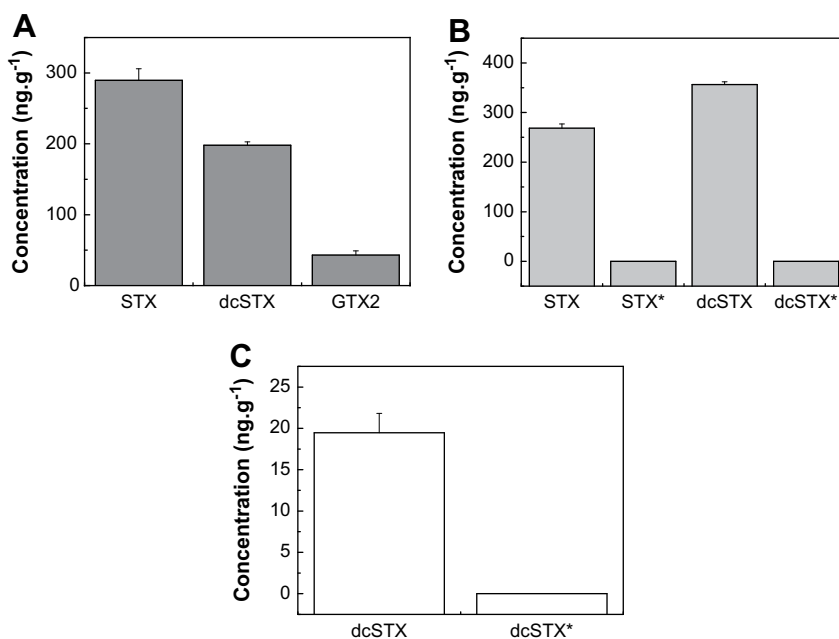 A
Concentration (ng.g⁻¹)
300
200
100
0
STX dcSTX GTX2
B
Concentration (ng.g⁻¹)
400
300
200
100
0
STX STX* dcSTX dcSTX*
C
Concentration (ng.g⁻¹)
25
20
15
10
5
0
dcSTX dcSTX*